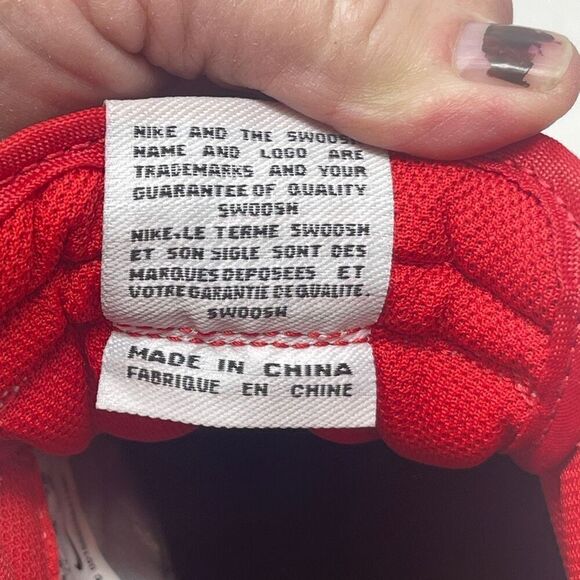 NIKE AND THE SWOOSH
NAME AND LOGO ARE
TRADEMARKS AND YOUR
GUARANTEE OF QUALITY
SWOOSH
NIKE.LE TERME SWOOSH
ET SON SIGLE SONT DES
MARQUES DEPOSEES ET
VOTRE GARANTIE DE QUALITE.
SWOOSH
MADE IN CHINA
FABRIQUE EN CHINE